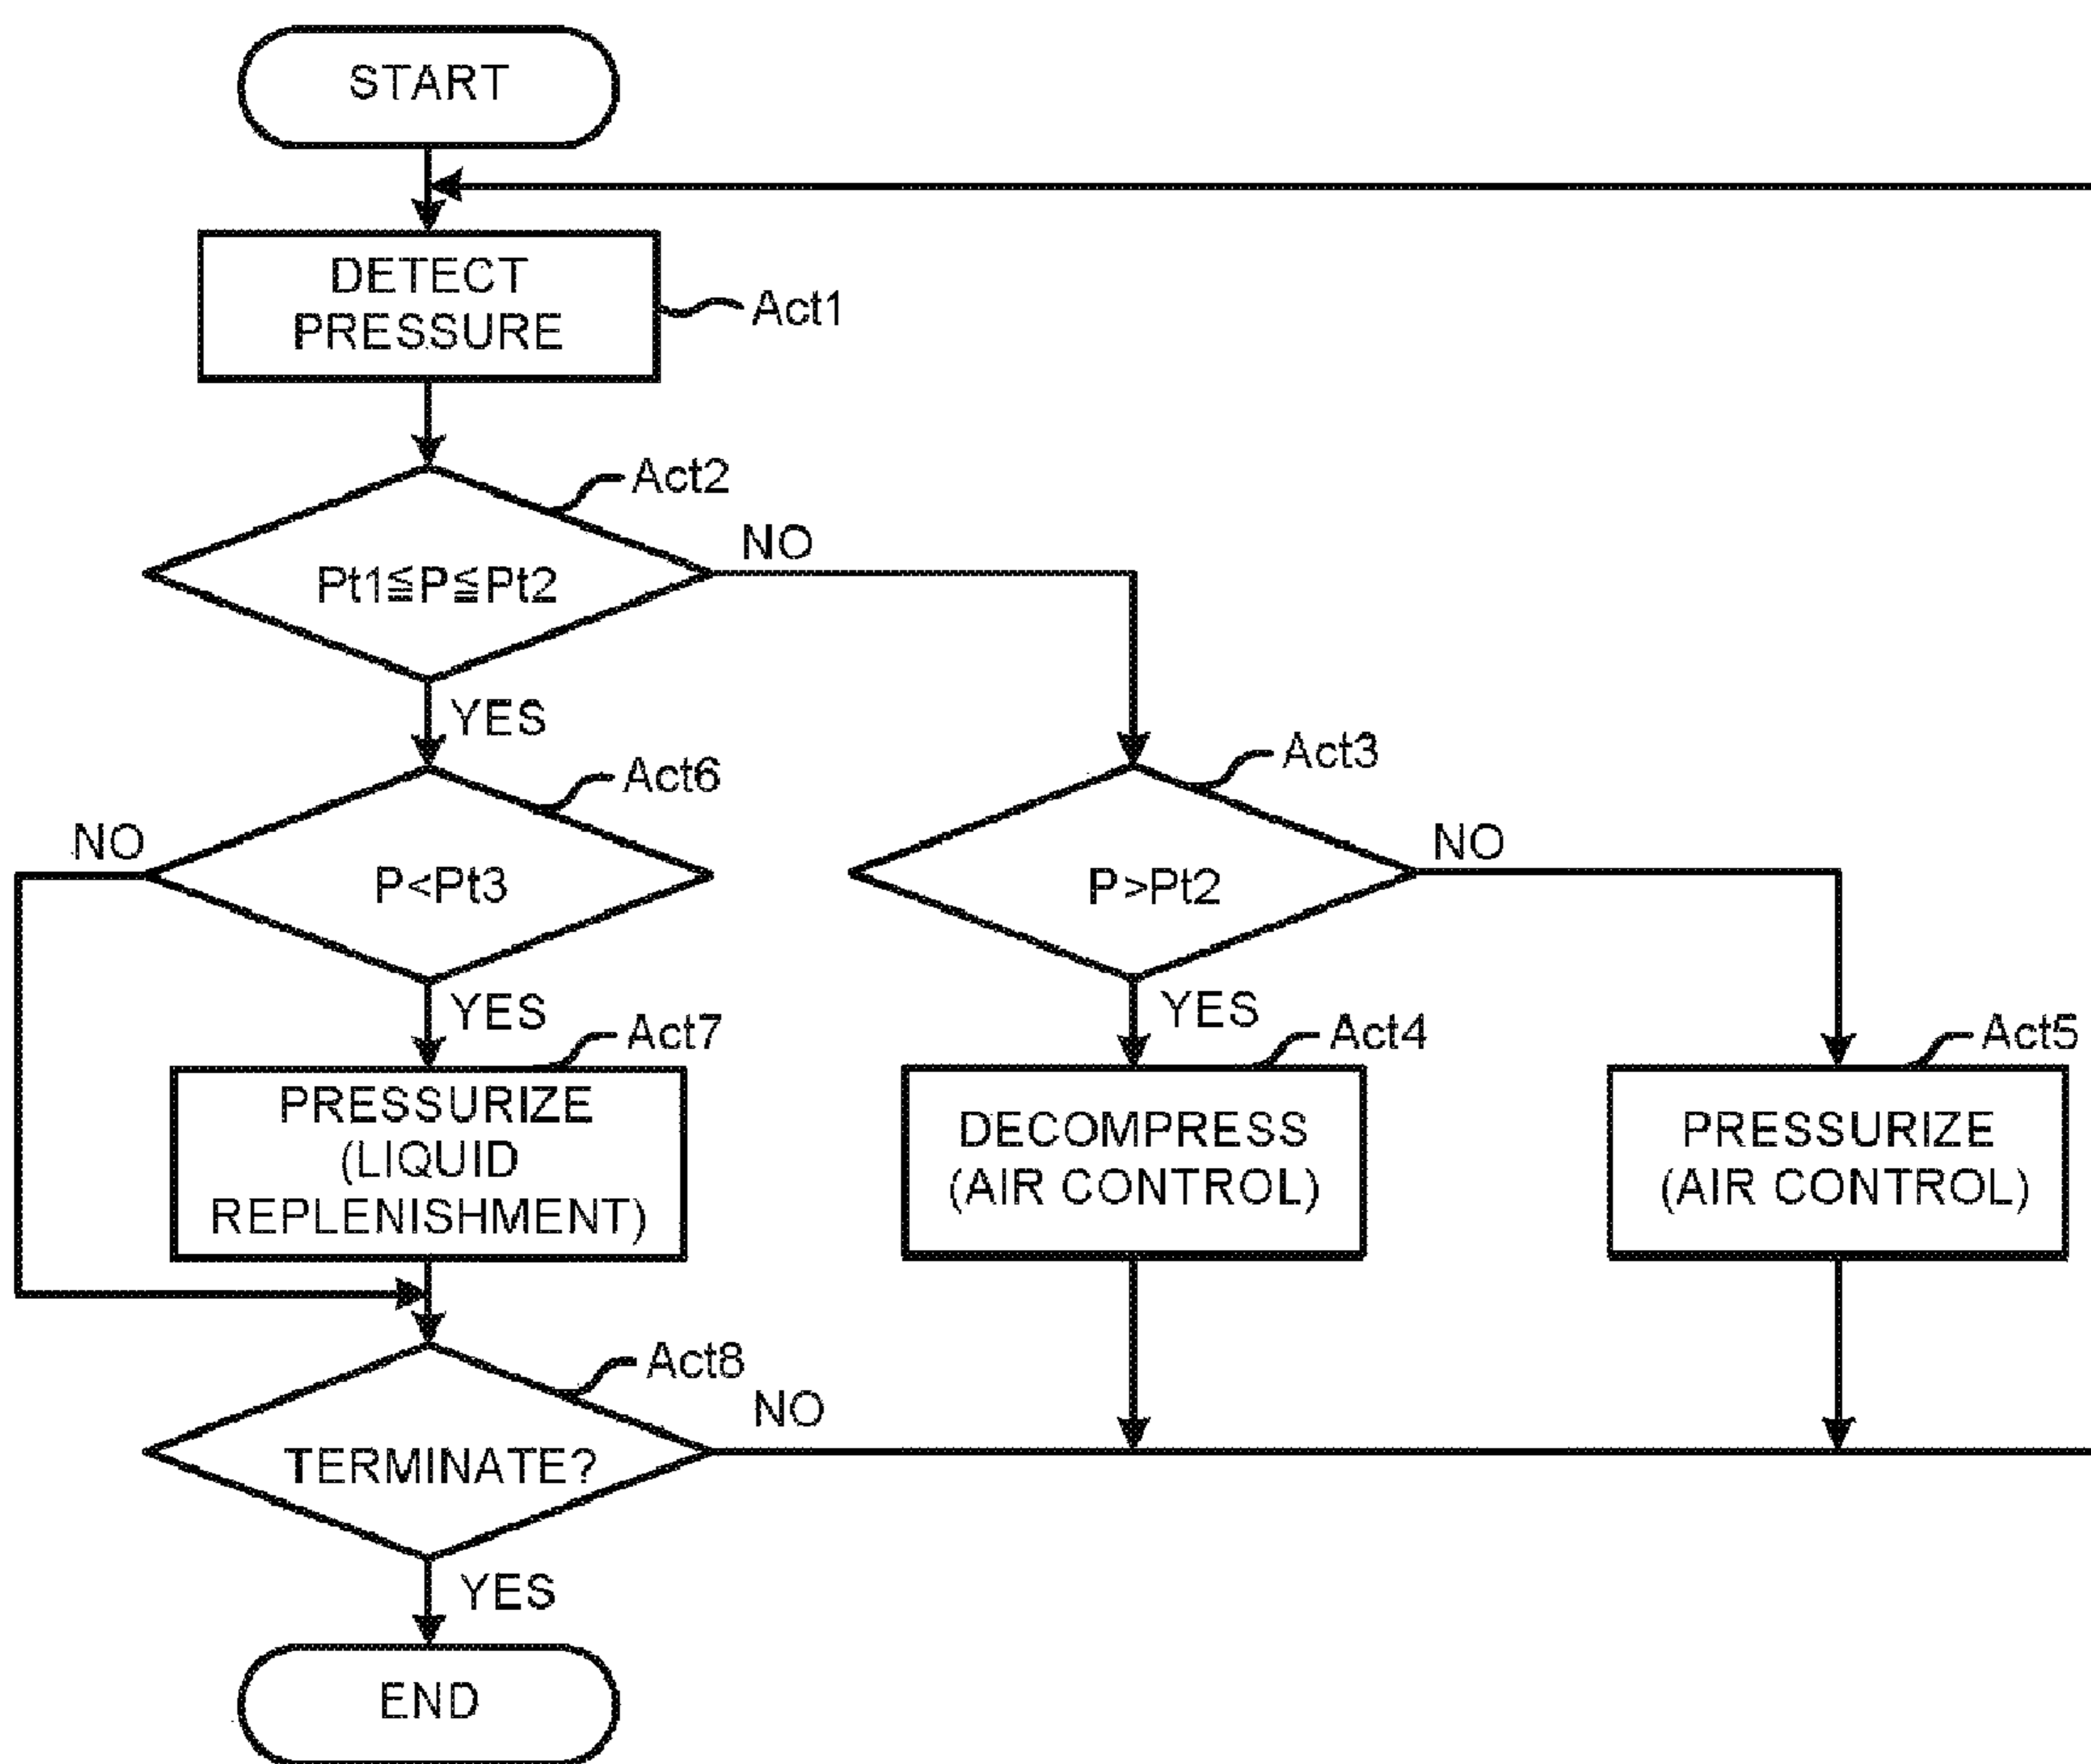 START
DETECT
PRESSURE
Act1
Act2
Pt1≦P≦Pt2
NO
YES
Act6
NO
P<Pt3
YES
Act3
P>Pt2
NO
YES
Act7
PRESSURIZE
(LIQUID
REPLENISHMENT)
Act4
DECOMPRESS
(AIR CONTROL)
Act5
PRESSURIZE
(AIR CONTROL)
Act8
TERMINATE?
NO
YES
END